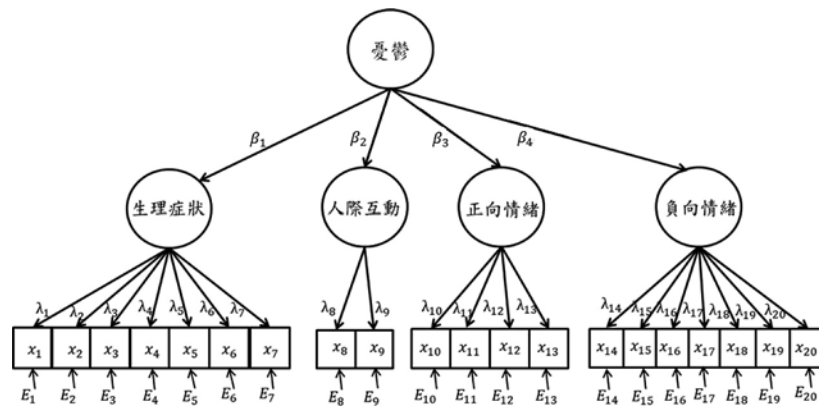 憂鬱
β₁ β₂ β₃ β₄
生理症狀 人際互動 正向情緒 負向情緒
λ₁ λ₂ λ₃ λ₄ λ₅ λ₆ λ₇ λ₈ λ₉ λ₁₀ λ₁₁ λ₁₂ λ₁₃ λ₁₄ λ₁₅ λ₁₆ λ₁₇ λ₁₈ λ₁₉ λ₂₀
x₁ x₂ x₃ x₄ x₅ x₆ x₇ x₈ x₉ x₁₀ x₁₁ x₁₂ x₁₃ x₁₄ x₁₅ x₁₆ x₁₇ x₁₈ x₁₉ x₂₀
E₁ E₂ E₃ E₄ E₅ E₆ E₇ E₈ E₉ E₁₀ E₁₁ E₁₂ E₁₃ E₁₄ E₁₅ E₁₆ E₁₇ E₁₈ E₁₉ E₂₀